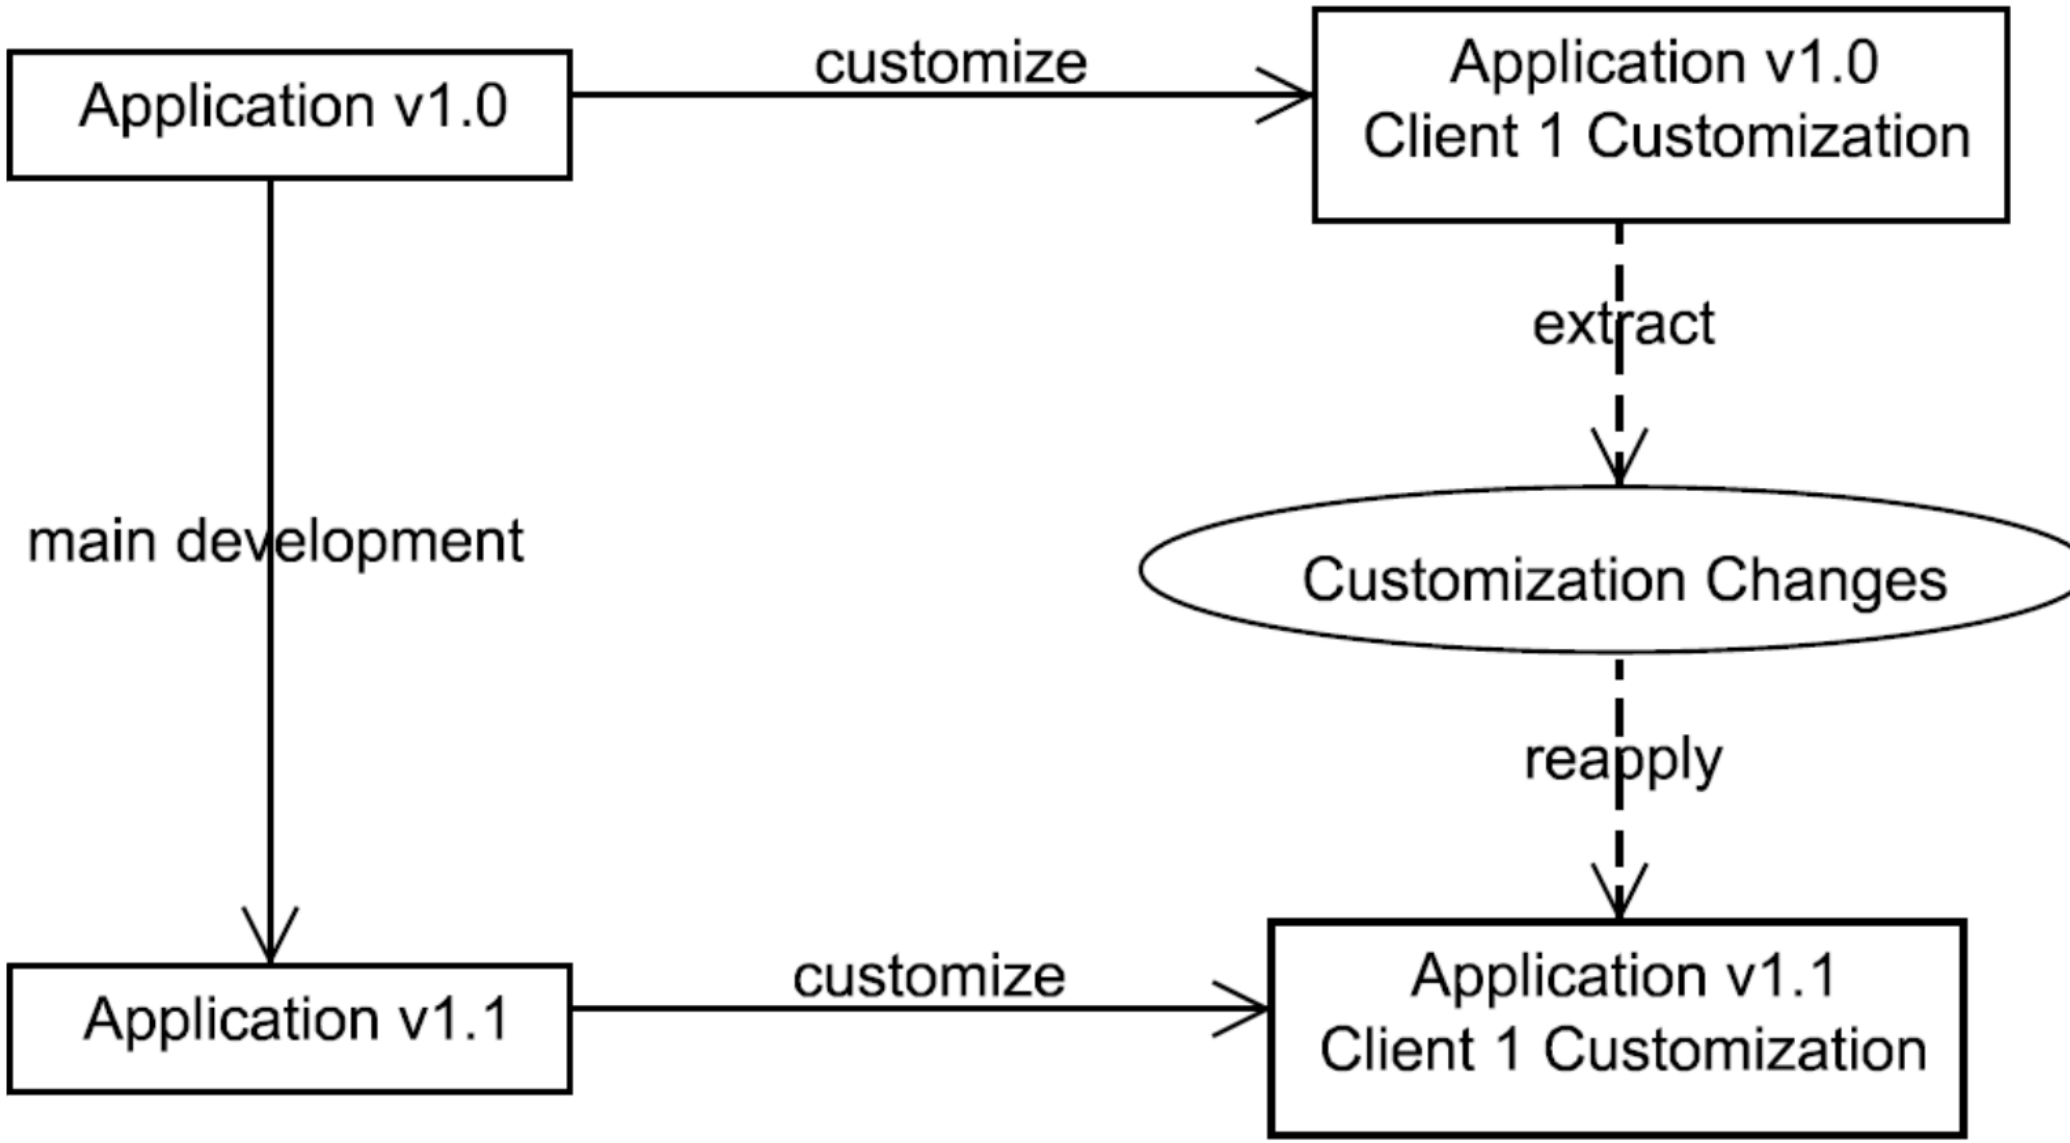 Application v1.0
customize
Application v1.0
Client 1 Customization
extract
main development
Customization Changes
reapply
Application v1.1
customize
Application v1.1
Client 1 Customization